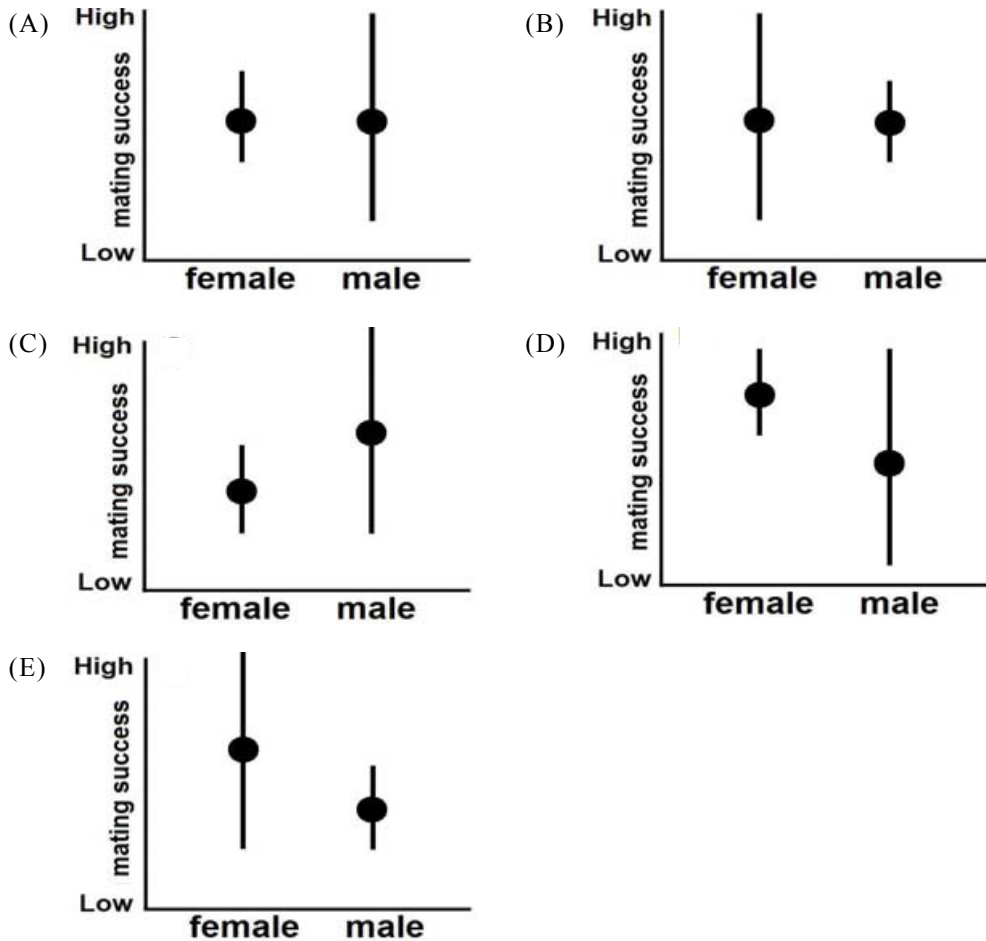 (A)
High
mating success
Low
female male
(B)
High
mating success
Low
female male
(C)
High
mating success
Low
female male
(D)
High
mating success
Low
female male
(E)
High
mating success
Low
female male